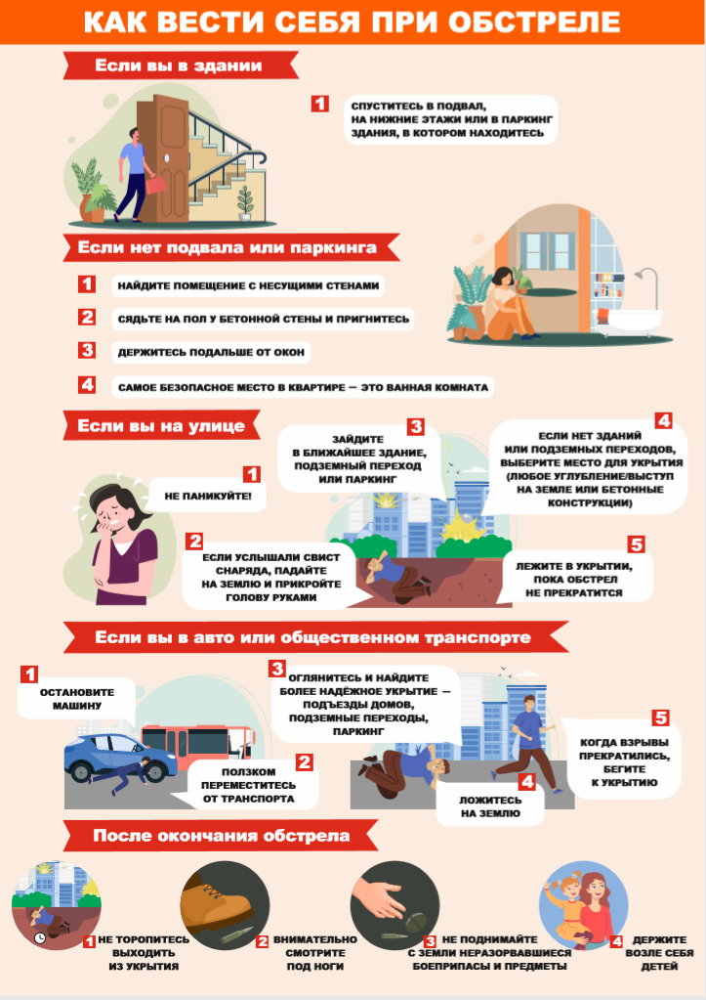 КАК ВЕСТИ СЕБЯ ПРИ ОБСТРЕЛЕ
Если вы в здании
1
СПУСТИТЕСЬ В ПОДВАЛ,
НА НИЖНИЕ ЭТАЖИ ИЛИ В ПАРКИНГ
ЗДАНИЯ, В КОТОРОМ НАХОДИТЕСЬ
Если нет подвала или паркинга
1 НАЙДИТЕ ПОМЕЩЕНИЕ С НЕСУЩИМИ СТЕНАМИ
2 СЯДЬТЕ НА ПОЛ У БЕТОННОЙ СТЕНЫ И ПРИГНИТЕСЬ
3 ДЕРЖИТЕСЬ ПОДАЛЬШЕ ОТ ОКОН
4 САМОЕ БЕЗОПАСНОЕ МЕСТО В КВАРТИРЕ — ЭТО ВАННАЯ КОМНАТА
Если вы на улице
1
НЕ ПАНИКУЙТЕ!
2
ЕСЛИ УСЛЫШАЛИ СВИСТ
СНАРЯДА, ПАДАЙТЕ
НА ЗЕМЛЮ И ПРИКРОЙТЕ
ГОЛОВУ РУКАМИ
3
ЗАЙДИТЕ
В БЛИЖАЙШЕЕ ЗДАНИЕ,
ПОДЗЕМНЫЙ ПЕРЕХОД
ИЛИ ПАРКИНГ
4
ЕСЛИ НЕТ ЗДАНИЙ
ИЛИ ПОДЗЕМНЫХ ПЕРЕХОДОВ,
ВЫБЕРИТЕ МЕСТО ДЛЯ УКРЫТИЯ
(ЛЮБОЕ УГЛУБЛЕНИЕ/ВЫСТУП
НА ЗЕМЛЕ ИЛИ БЕТОННЫЕ
КОНСТРУКЦИИ)
5
ЛЕЖИТЕ В УКРЫТИИ,
ПОКА ОБСТРЕЛ
НЕ ПРЕКРАТИТСЯ
Если вы в авто или общественном транспорте
1
ОСТАНОВИТЕ
МАШИНУ
2
ПОЛЗКОМ
ПЕРЕМЕСТИТЕСЬ
ОТ ТРАНСПОРТА
3
ОГЛЯНИТЕСЬ И НАЙДИТЕ
БОЛЕЕ НАДЁЖНОЕ УКРЫТИЕ —
ПОДЪЕЗДЫ ДОМОВ,
ПОДЗЕМНЫЕ ПЕРЕХОДЫ,
ПАРКИНГ
4
ЛОЖИТЕСЬ
НА ЗЕМЛЮ
5
КОГДА ВЗРЫВЫ
ПРЕКРАТИЛИСЬ,
БЕГИТЕ
К УКРЫТИЮ
После окончания обстрела
1 НЕ ТОРОПИТЕСЬ
ВЫХОДИТЬ
ИЗ УКРЫТИЯ
2 ВНИМАТЕЛЬНО
СМОТРИТЕ
ПОД НОГИ
3 НЕ ПОДНИМАЙТЕ
С ЗЕМЛИ НЕРАЗОРВАВШИЕСЯ
БОЕПРИПАСЫ И ПРЕДМЕТЫ
4 ДЕРЖИТЕ
ВОЗЛЕ СЕБЯ
ДЕТЕЙ